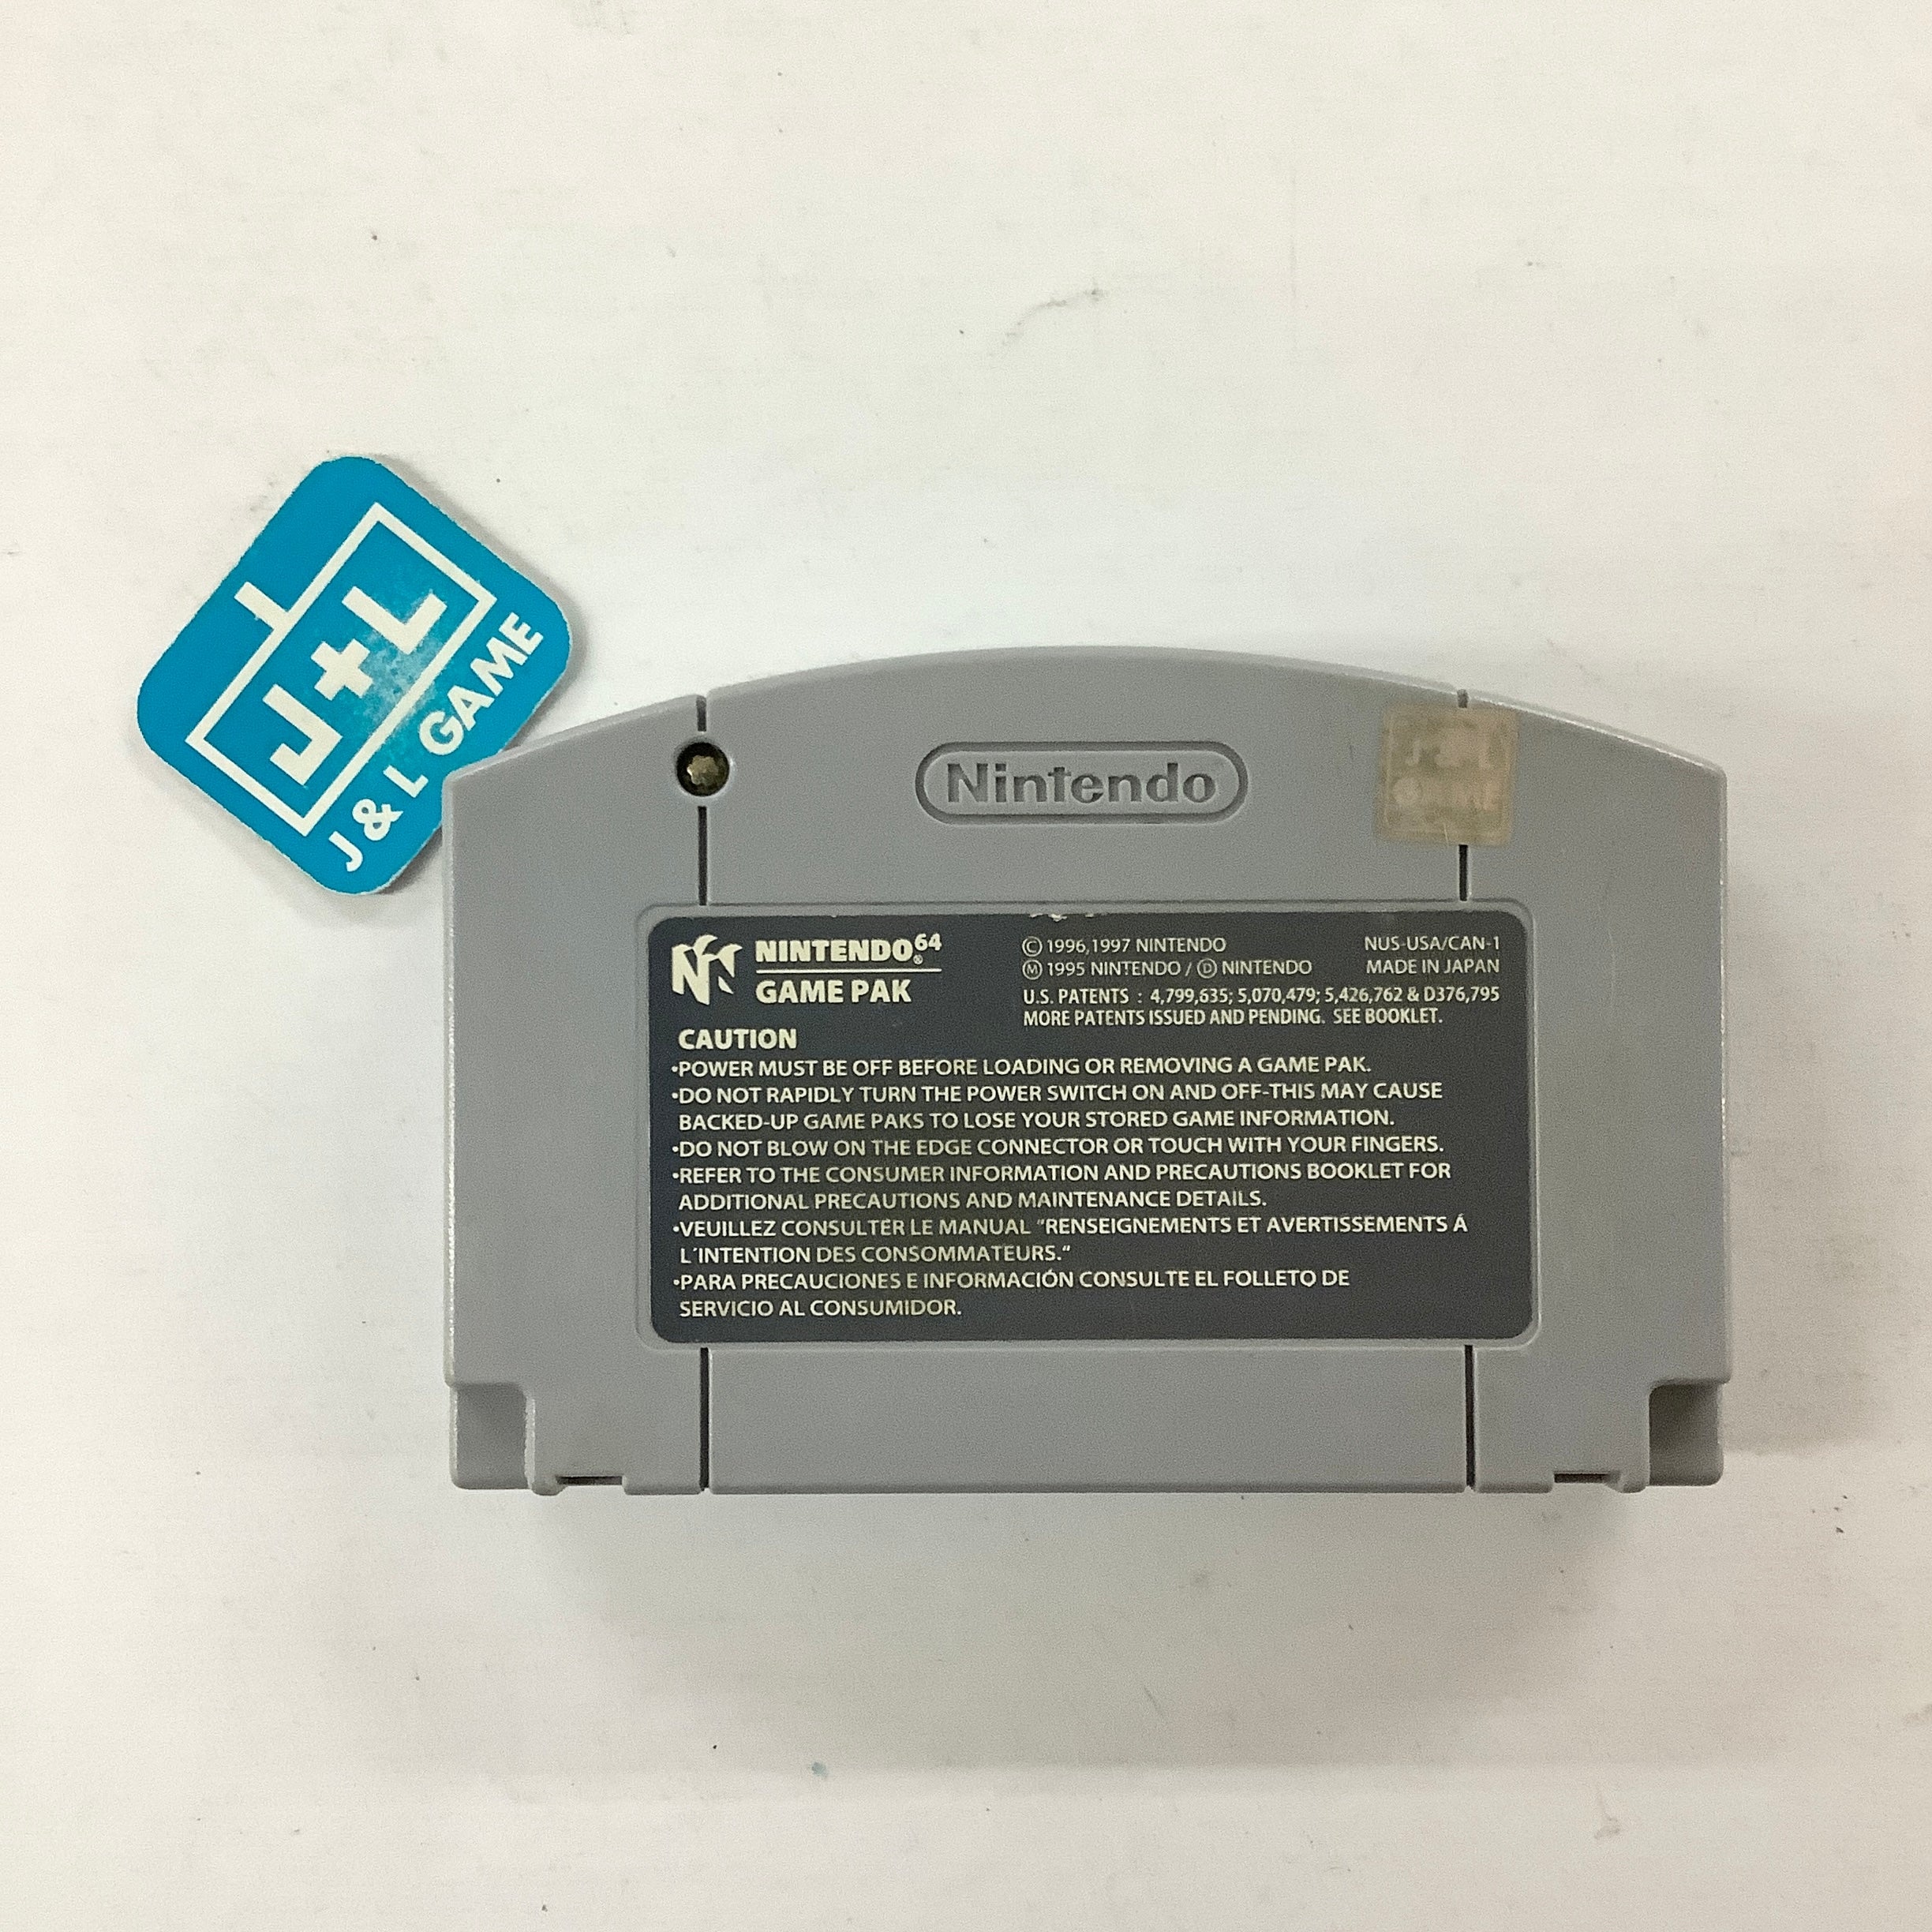 J+L
J & L GAME
Nintendo
J&L
GAME
NINTENDO64®
GAME PAK
© 1996,1997 NINTENDO
Ⓜ 1995 NINTENDO / Ⓓ NINTENDO
NUS-USA/CAN-1
MADE IN JAPAN
U.S. PATENTS : 4,799,635; 5,070,479; 5,426,762 & D376,795
MORE PATENTS ISSUED AND PENDING. SEE BOOKLET.
CAUTION
•POWER MUST BE OFF BEFORE LOADING OR REMOVING A GAME PAK.
•DO NOT RAPIDLY TURN THE POWER SWITCH ON AND OFF-THIS MAY CAUSE
BACKED-UP GAME PAKS TO LOSE YOUR STORED GAME INFORMATION.
•DO NOT BLOW ON THE EDGE CONNECTOR OR TOUCH WITH YOUR FINGERS.
•REFER TO THE CONSUMER INFORMATION AND PRECAUTIONS BOOKLET FOR
ADDITIONAL PRECAUTIONS AND MAINTENANCE DETAILS.
•VEUILLEZ CONSULTER LE MANUAL "RENSEIGNEMENTS ET AVERTISSEMENTS Á
L'INTENTION DES CONSOMMATEURS."
•PARA PRECAUCIONES E INFORMACIÓN CONSULTE EL FOLLETO DE
SERVICIO AL CONSUMIDOR.